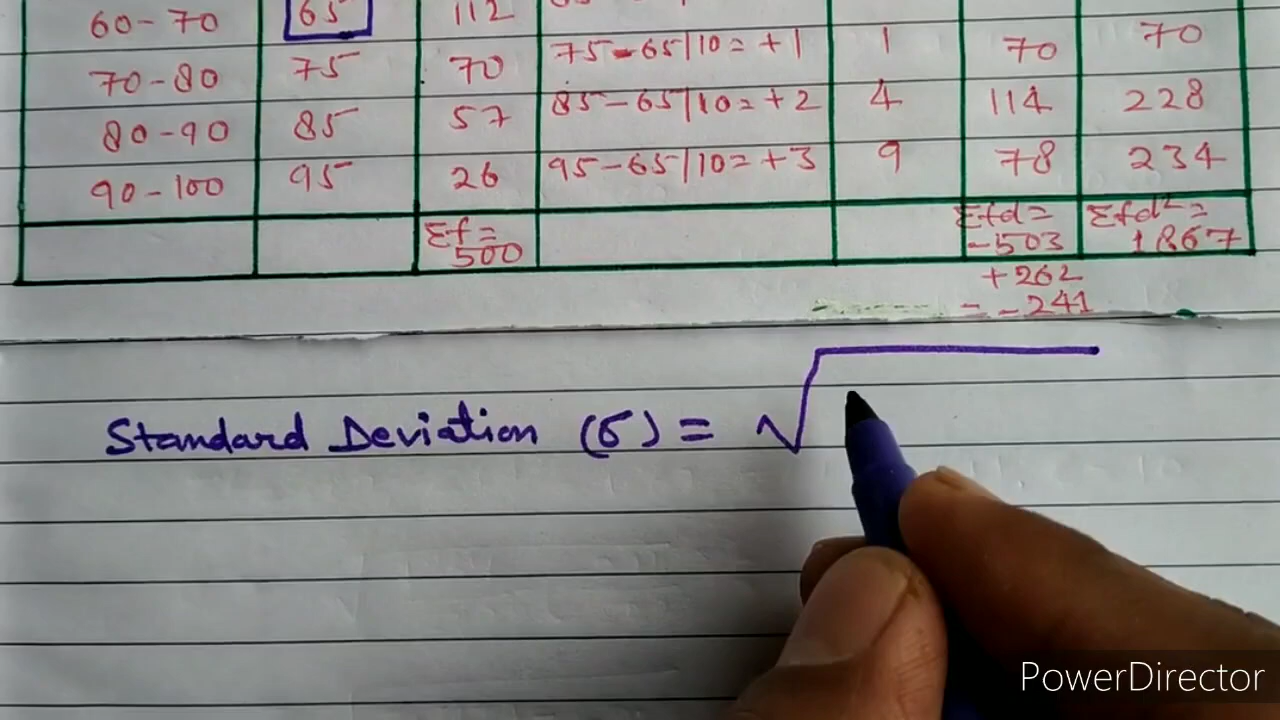 60-70 65 112
70-80 75 70 75-65/10=+1 1 70 70
80-90 85 57 85-65/10=+2 4 114 228
90-100 95 26 95-65/10=+3 9 78 234
Σf= 500 Σfd= -503 Σfd²= 1867
+262
= -241
Standard Deviation (σ) = √
PowerDirector